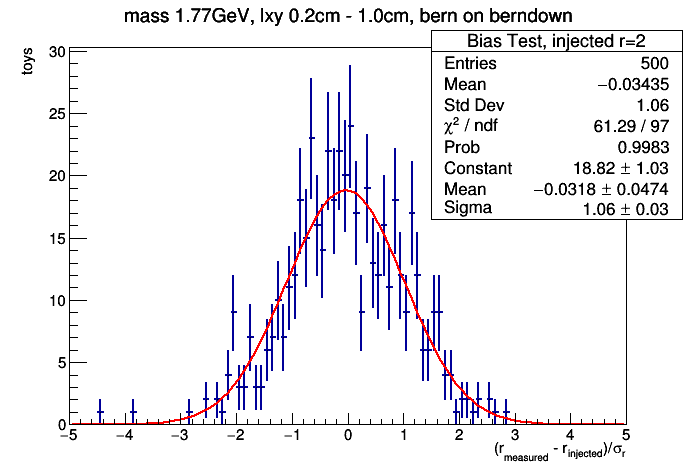 mass 1.77GeV, lxy 0.2cm - 1.0cm, bern on berndown
toys
Bias Test, injected r=2
Entries 500
Mean −0.03435
Std Dev 1.06
χ² / ndf 61.29 / 97
Prob 0.9983
Constant 18.82 ± 1.03
Mean −0.0318 ± 0.0474
Sigma 1.06 ± 0.03
30
25
20
15
10
5
0
−5 −4 −3 −2 −1 0 1 2 3 4 5
(r_measured - r_injected)/σ_r